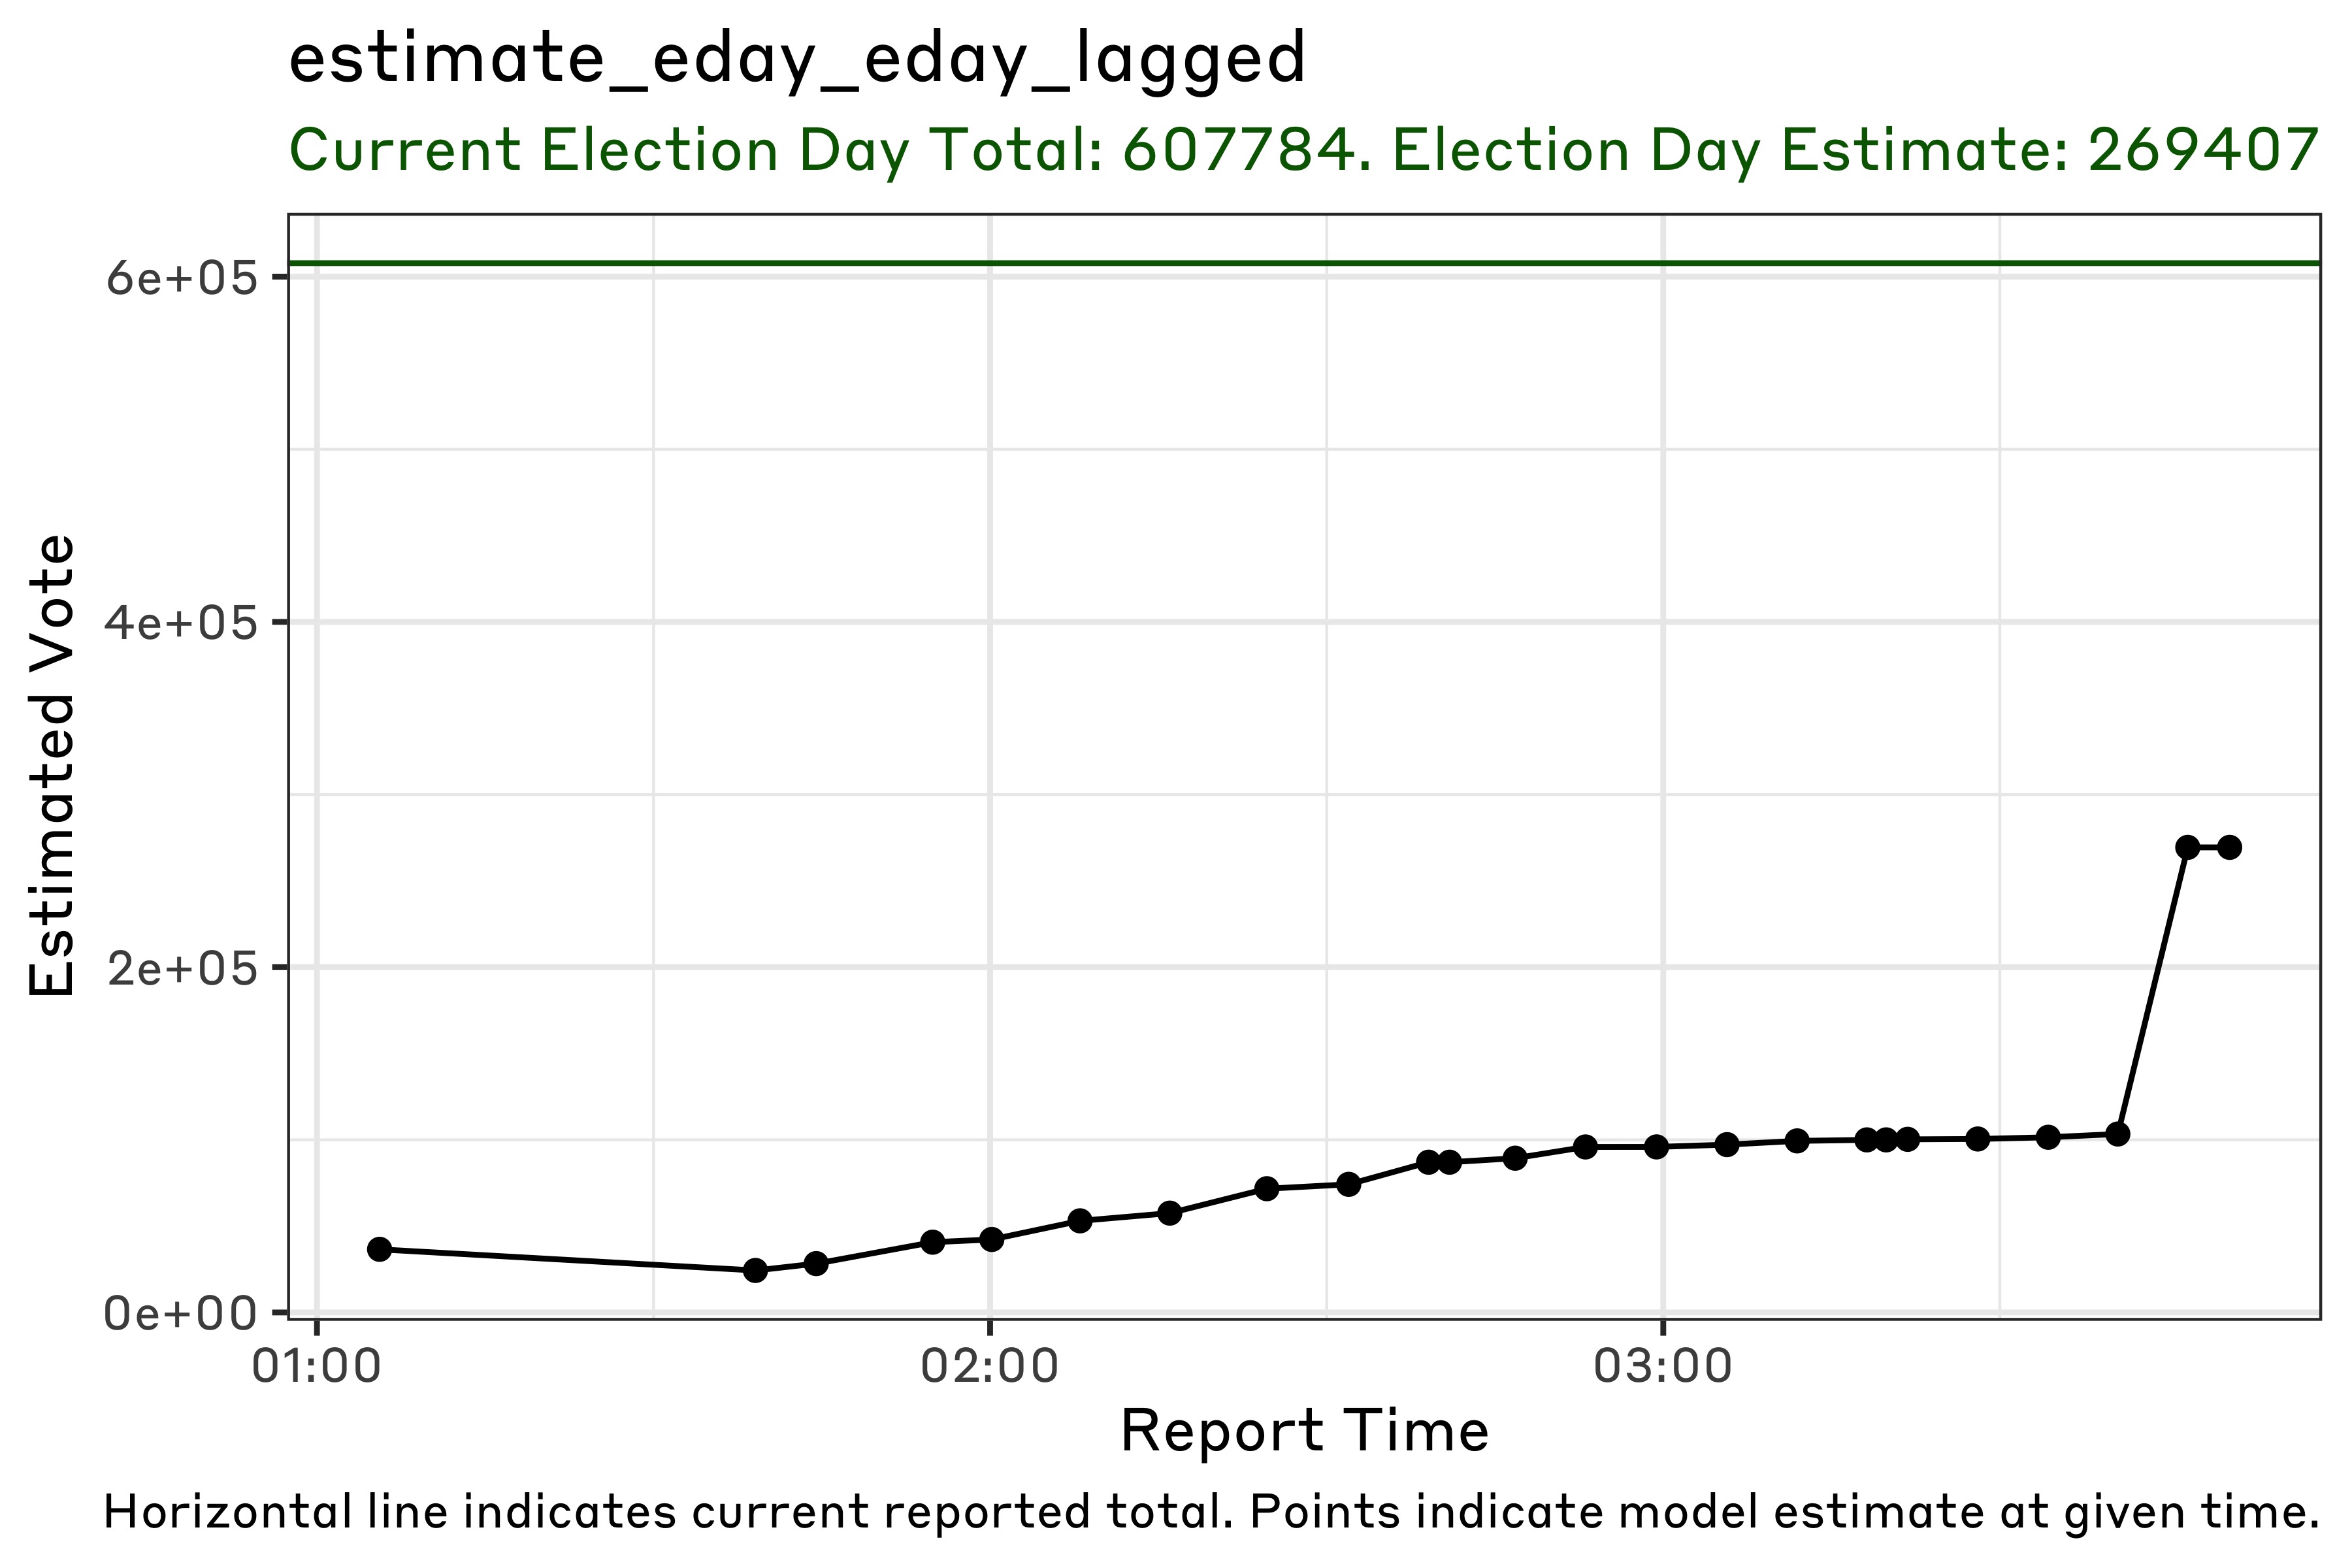 estimate_eday_eday_lagged
Current Election Day Total: 607784. Election Day Estimate: 269407
6e+05
4e+05
2e+05
0e+00
Estimated Vote
01:00 02:00 03:00
Report Time
Horizontal line indicates current reported total. Points indicate model estimate at given time.